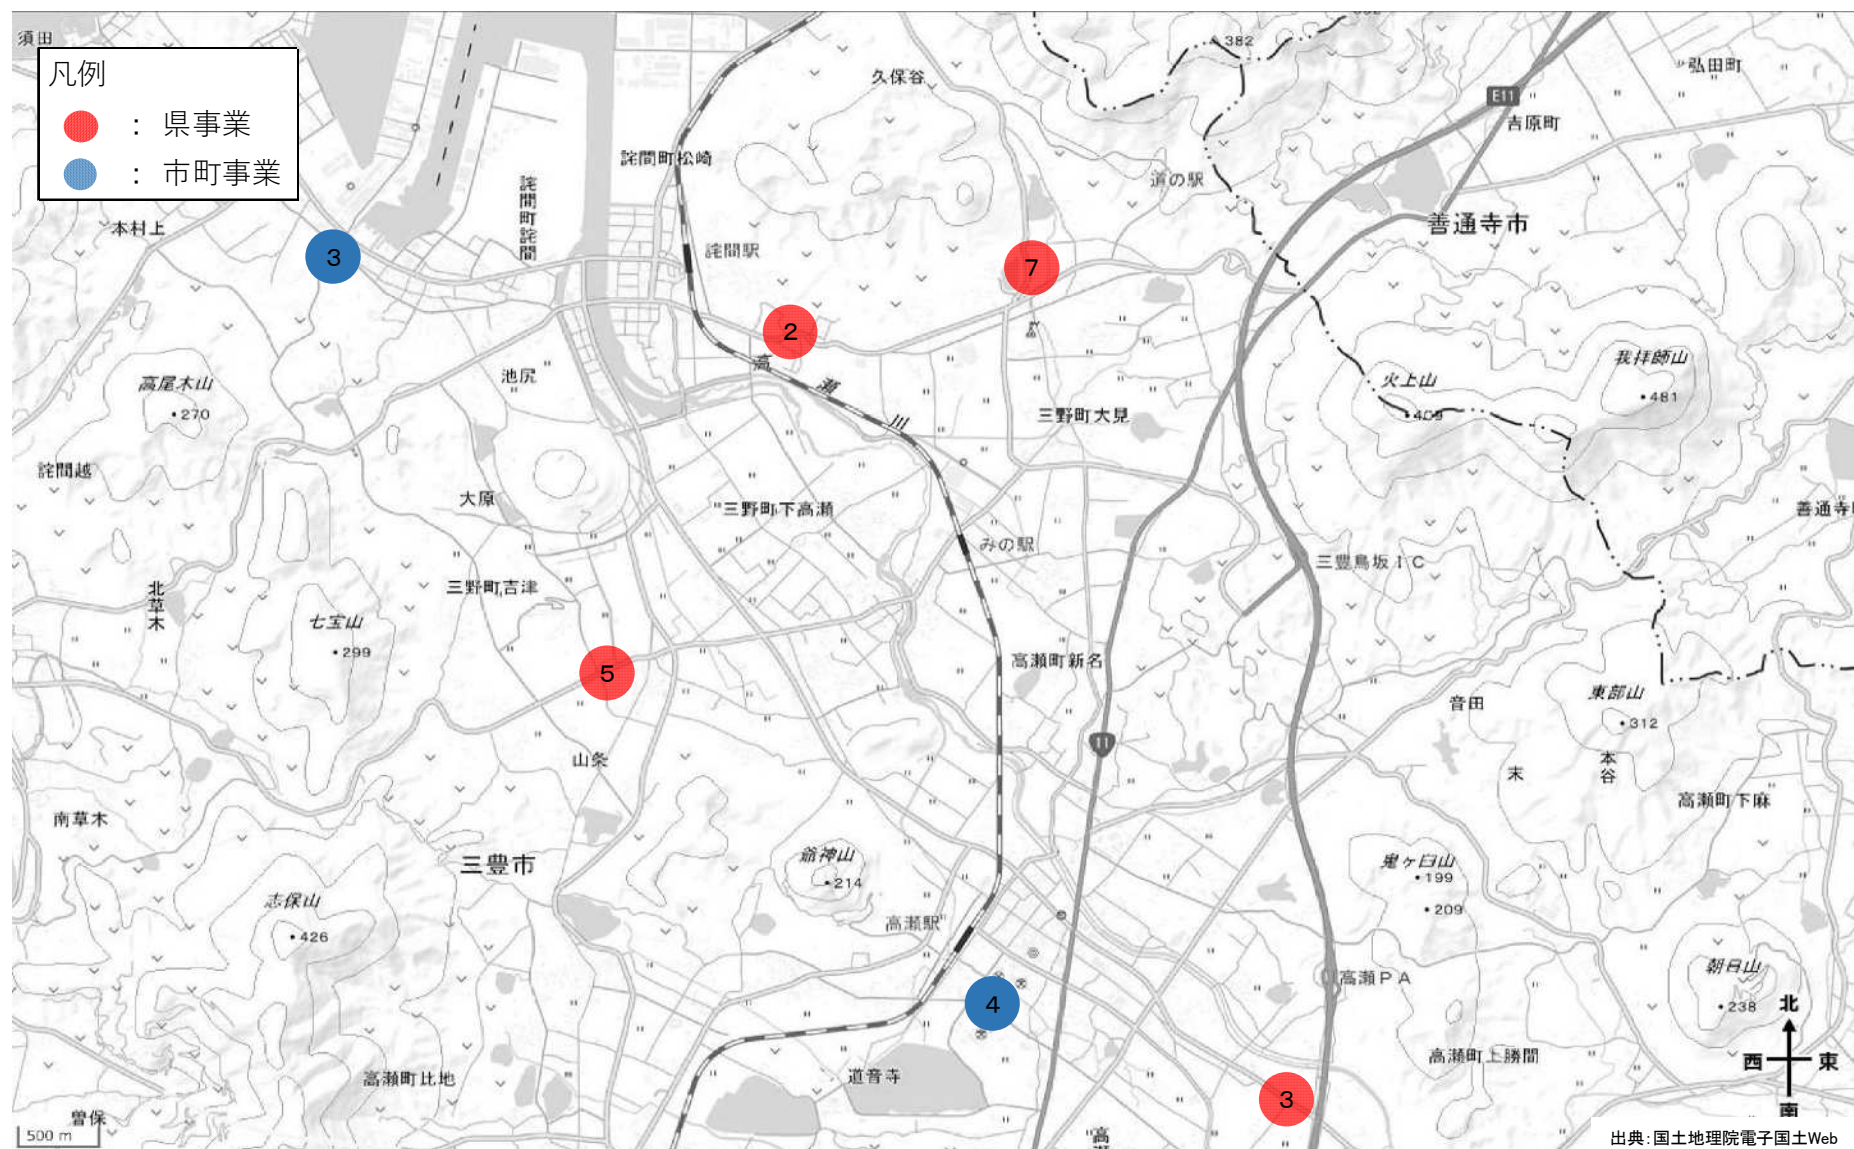 須田
凡例
： 県事業
： 市町事業
久保谷
382
弘田町
E11
吉原町
詫間町松崎
詫間町詫間
道の駅
本村上
善通寺市
詫間駅
3
7
2
高瀬川
我拝師山
481
火上山
409
高尾木山
270
池尻
三野町大見
詫間越
大原
三野町下高瀬
善通寺
みの駅
三豊鳥坂ＩＣ
北草木
三野町吉津
七宝山
299
5
高瀬町新名
東部山
312
音田
11
山条
末
本谷
高瀬町下麻
南草木
三豊市
爺神山
214
鬼ヶ臼山
199
209
志保山
426
高瀬駅
朝日山
238
高瀬ＰＡ
4
北
西 東
南
高瀬町上勝間
道音寺
高瀬町比地
3
曽保
500 m
高瀬
出典：国土地理院電子国土Web